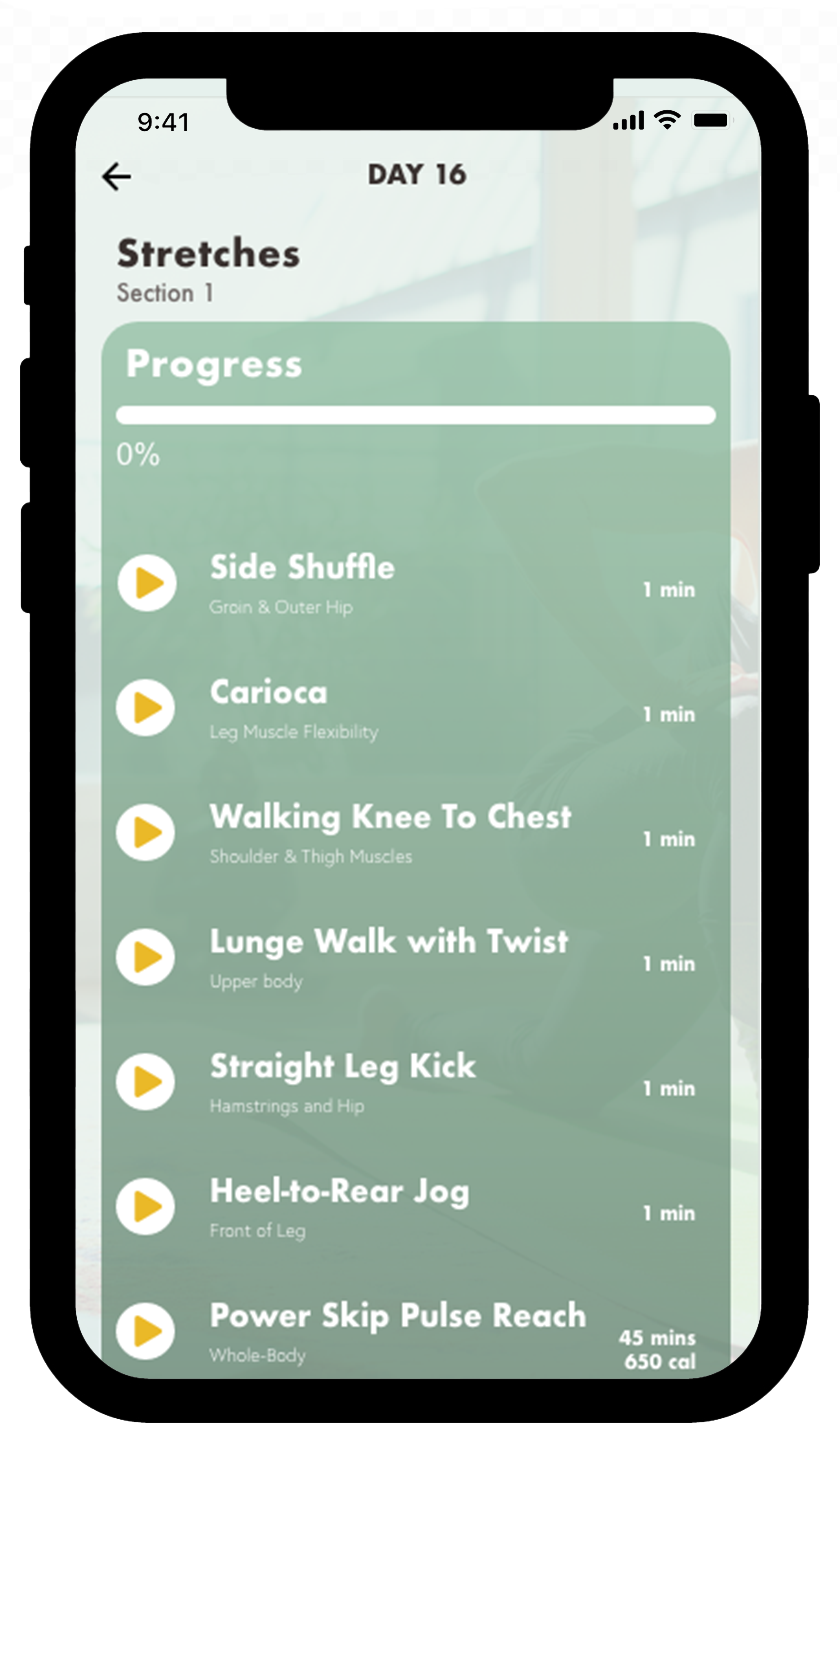 9:41
DAY 16
Stretches
Section 1
Progress
0%
Side Shuffle
Groin & Outer Hip
1 min
Carioca
Leg Muscle Flexibility
1 min
Walking Knee To Chest
Shoulder & Thigh Muscles
1 min
Lunge Walk with Twist
Upper body
1 min
Straight Leg Kick
Hamstrings and Hip
1 min
Heel-to-Rear Jog
Front of Leg
1 min
Power Skip Pulse Reach
Whole-Body
45 mins
650 cal